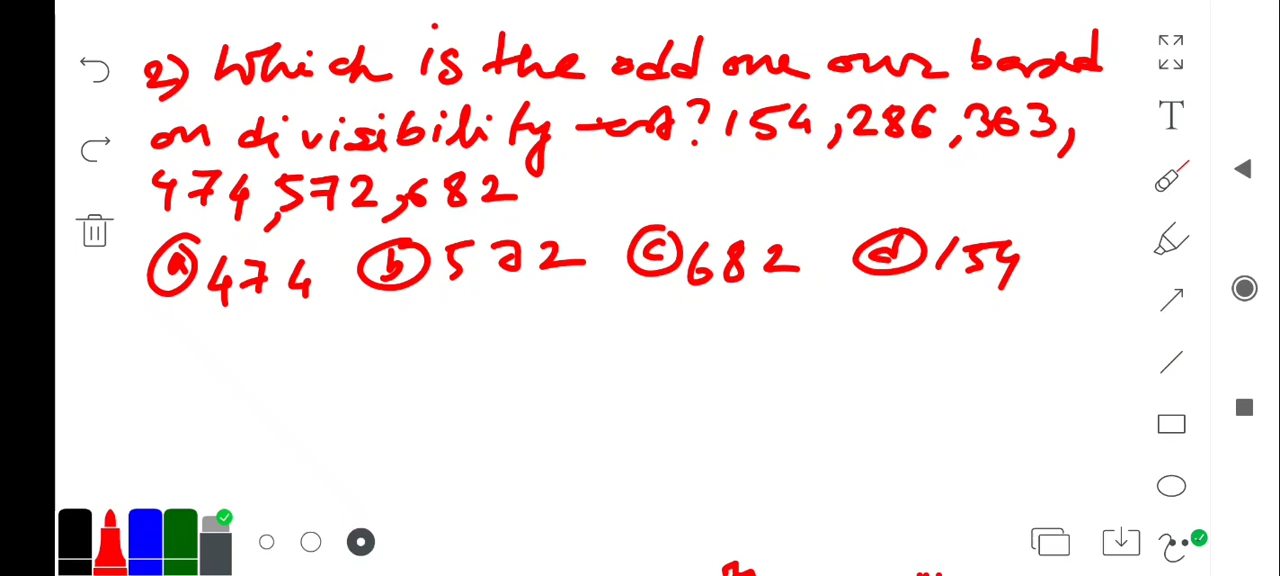 2) Which is the odd one our based
on divisibility test? 154, 286, 363,
474, 572, 682
(a) 474 (b) 572 (c) 682 (d) 154
T